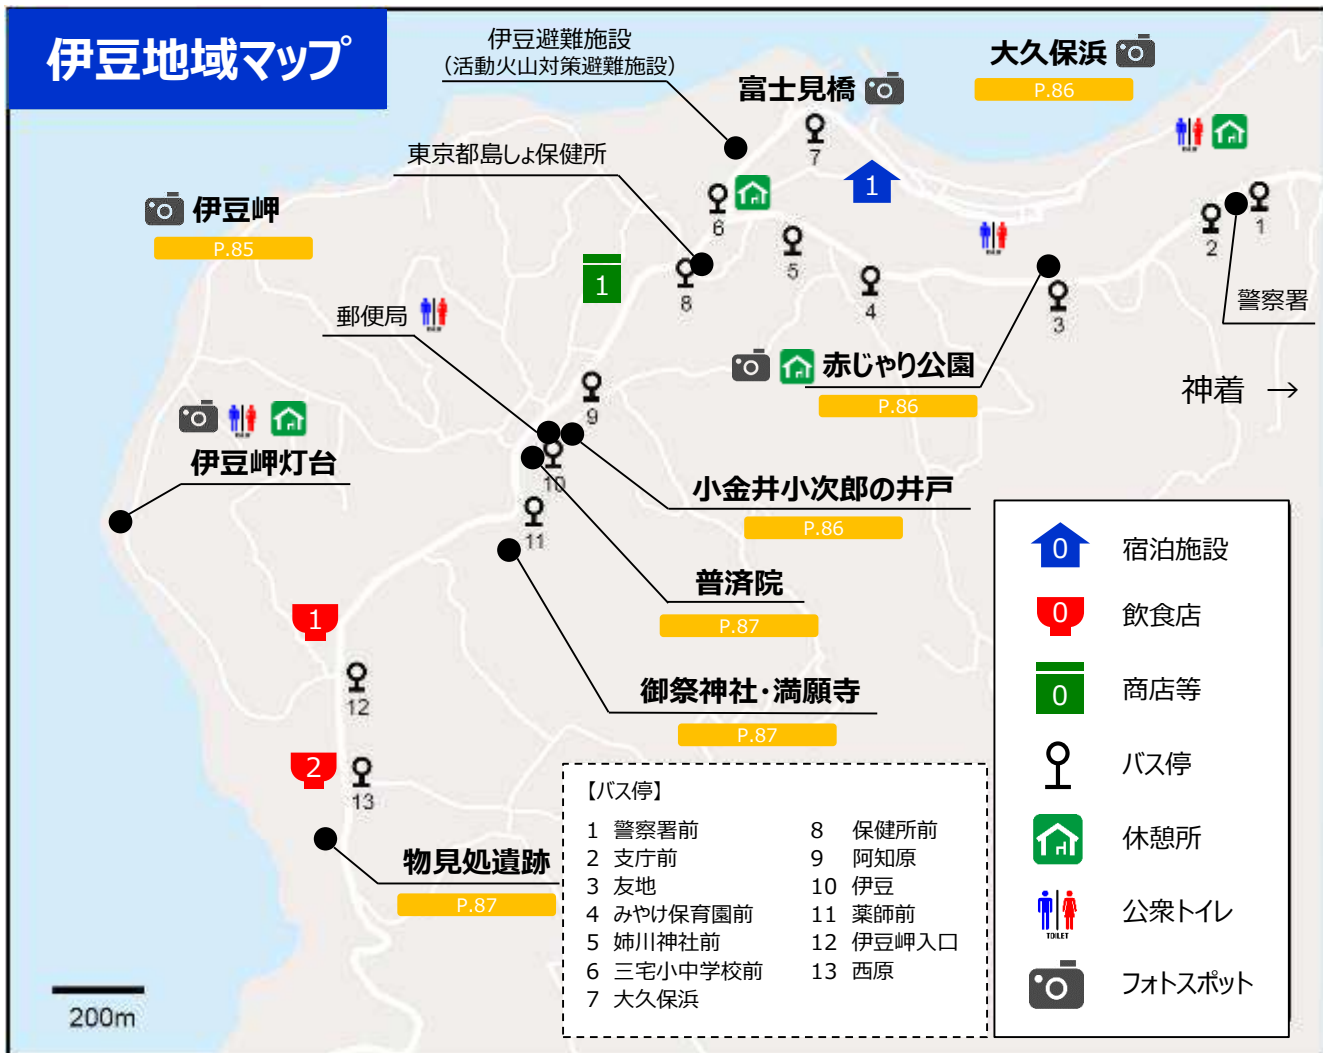 伊豆地域マップ
伊豆避難施設
（活動火山対策避難施設）
大久保浜
P.86
富士見橋
7
東京都島しょ保健所
1
伊豆岬
P.85
6
5
2
1
1
8
4
3
警察署
郵便局
赤じゃり公園
P.86
神着 →
9
伊豆岬灯台
10
小金井小次郎の井戸
P.86
11
普済院
P.87
1
12
御祭神社・満願寺
P.87
2
13
物見処遺跡
P.87
200m
【バス停】
1 警察署前
2 支庁前
3 友地
4 みやけ保育園前
5 姉川神社前
6 三宅小中学校前
7 大久保浜
8 保健所前
9 阿知原
10 伊豆
11 薬師前
12 伊豆岬入口
13 西原
0 宿泊施設
0 飲食店
0 商店等
バス停
休憩所
TOILET 公衆トイレ
フォトスポット